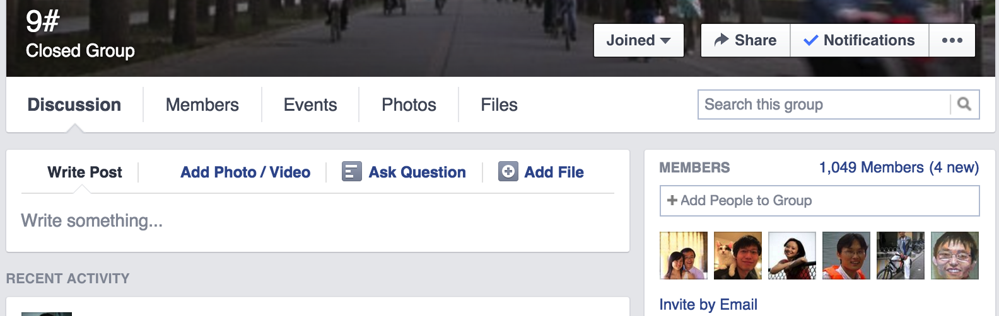 9#
Closed Group
Joined
Share
Notifications
Discussion
Members
Events
Photos
Files
Search this group
Write Post
Add Photo / Video
Ask Question
Add File
Write something...
RECENT ACTIVITY
MEMBERS
1,049 Members (4 new)
+ Add People to Group
Invite by Email